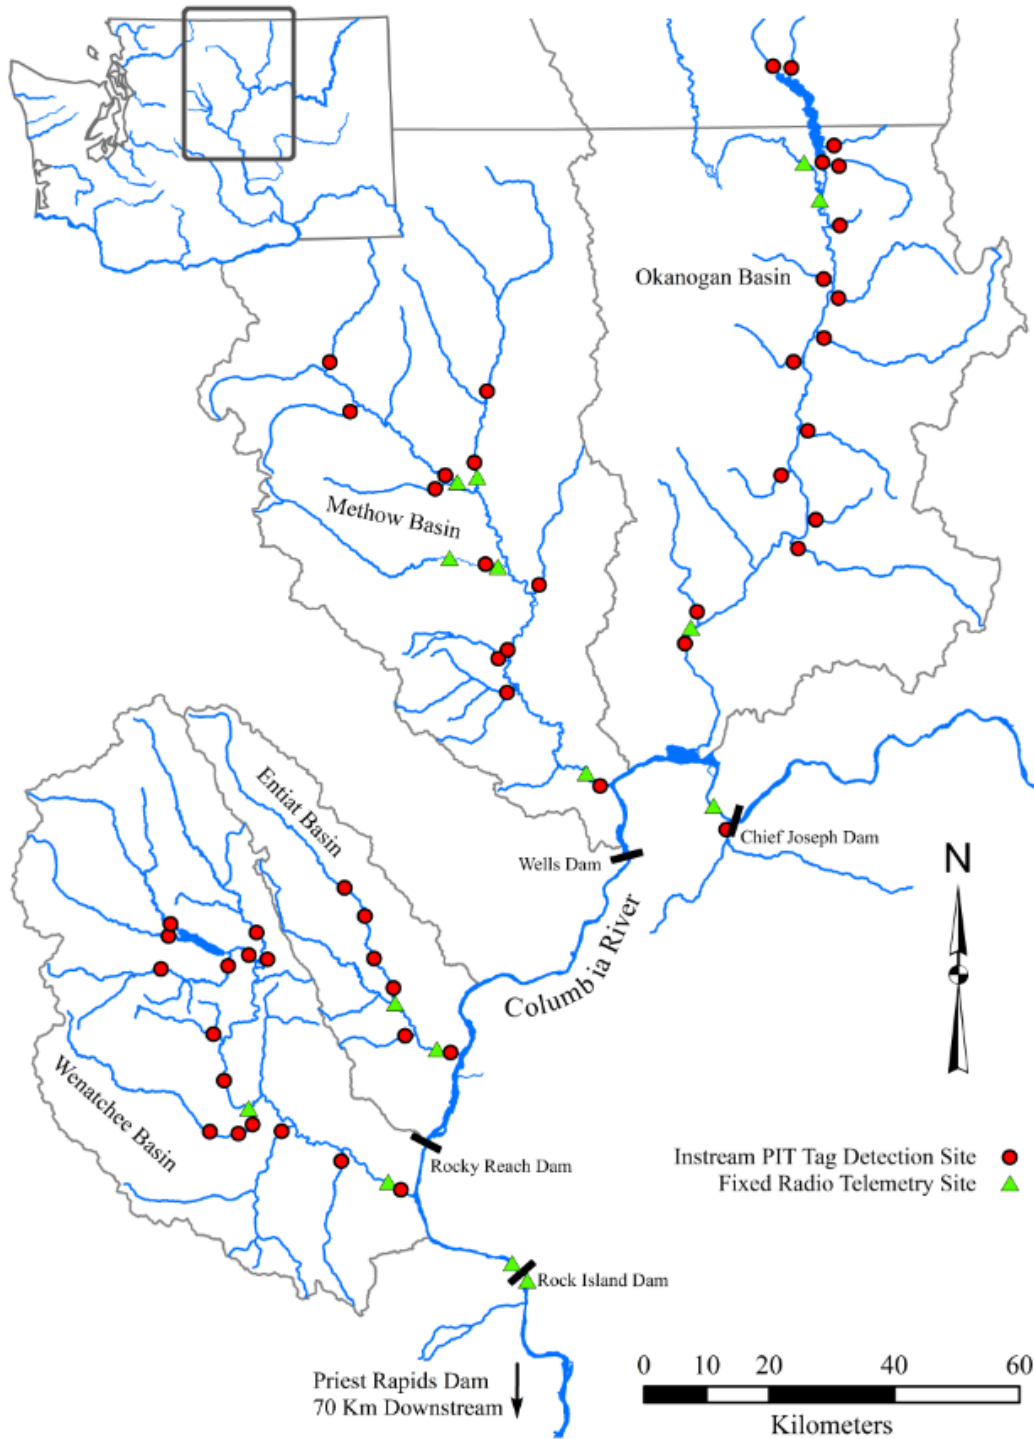 Okanogan Basin
Methow Basin
Entiat Basin
Chief Joseph Dam
Wells Dam
N
Columbia River
Wenatchee Basin
Rocky Reach Dam
Instream PIT Tag Detection Site
Fixed Radio Telemetry Site
Rock Island Dam
Priest Rapids Dam
70 Km Downstream
0 10 20 40 60
Kilometers